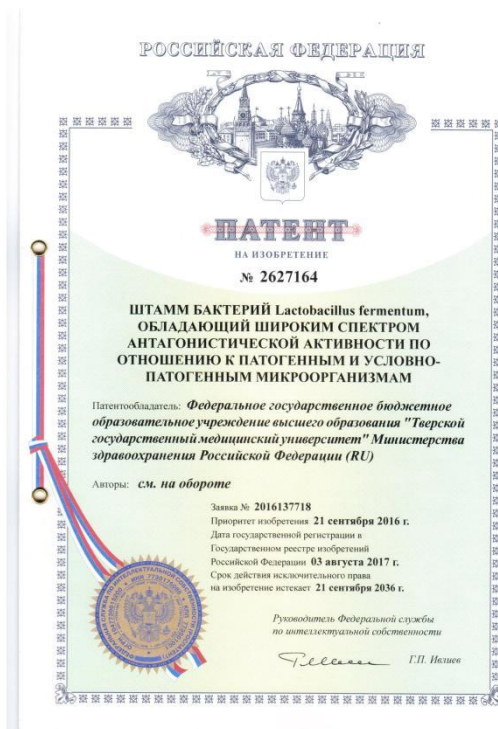 РОССИЙСКАЯ ФЕДЕРАЦИЯ
ПАТЕНТ
НА ИЗОБРЕТЕНИЕ
№ 2627164
ШТАММ БАКТЕРИЙ Lactobacillus fermentum,
ОБЛАДАЮЩИЙ ШИРОКИМ СПЕКТРОМ
АНТАГОНИСТИЧЕСКОЙ АКТИВНОСТИ ПО
ОТНОШЕНИЮ К ПАТОГЕННЫМ И УСЛОВНО-
ПАТОГЕННЫМ МИКРООРГАНИЗМАМ
Патентообладатель: Федеральное государственное бюджетное
образовательное учреждение высшего образования "Тверской
государственный медицинский университет" Министерства
здравоохранения Российской Федерации (RU)
Авторы: см. на обороте
Заявка № 2016137718
Приоритет изобретения 21 сентября 2016 г.
Дата государственной регистрации в
Государственном реестре изобретений
Российской Федерации 03 августа 2017 г.
Срок действия исключительного права
на изобретение истекает 21 сентября 2036 г.
Руководитель Федеральной службы
по интеллектуальной собственности
Г.П. Ивлиев